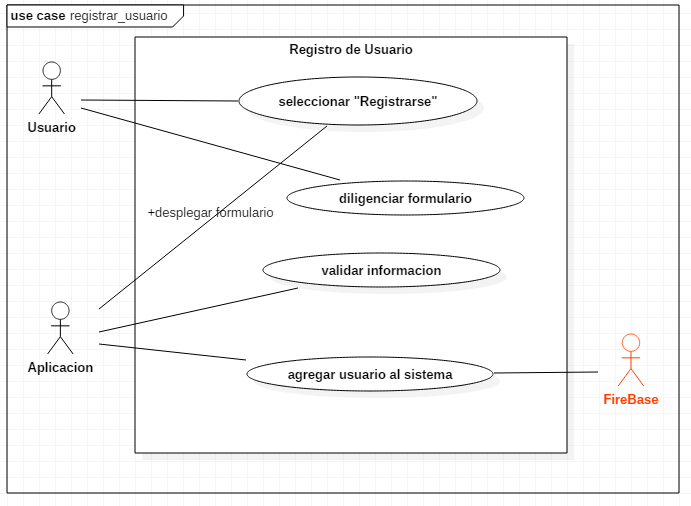 use case registrar_usuario
Registro de Usuario
seleccionar "Registrarse"
Usuario
diligenciar formulario
+desplegar formulario
validar informacion
Aplicacion
agregar usuario al sistema
FireBase